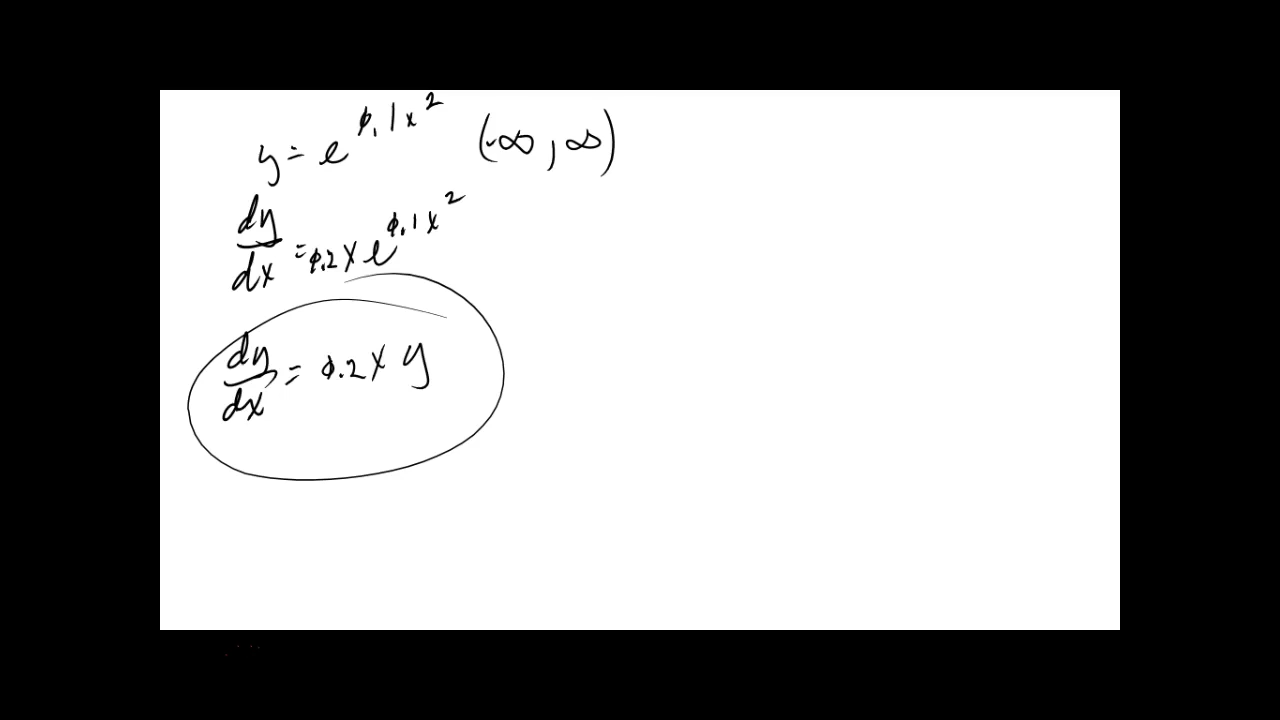 y = e^{0.1x^2} (-∞, ∞)
dy/dx = 0.2x e^{0.1x^2}
dy/dx = 0.2x y